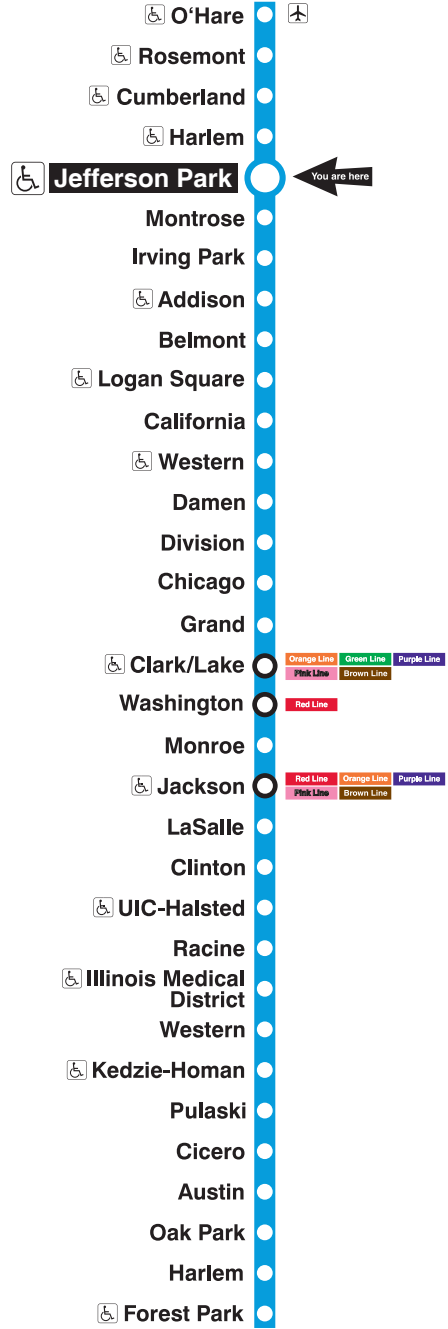 O'Hare
Rosemont
Cumberland
Harlem
Jefferson Park
You are here
Montrose
Irving Park
Addison
Belmont
Logan Square
California
Western
Damen
Division
Chicago
Grand
Clark/Lake
Orange Line Green Line Purple Line
Pink Line Brown Line
Washington
Red Line
Monroe
Jackson
Red Line Orange Line Purple Line
Pink Line Brown Line
LaSalle
Clinton
UIC-Halsted
Racine
Illinois Medical
District
Western
Kedzie-Homan
Pulaski
Cicero
Austin
Oak Park
Harlem
Forest Park